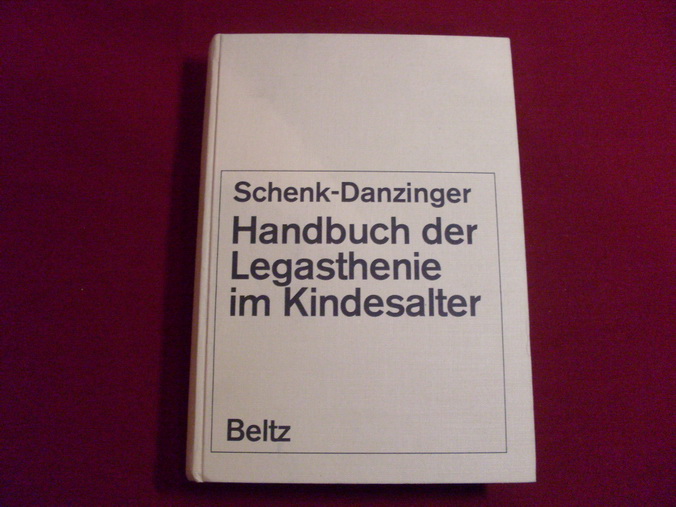 Schenk-Danzinger
Handbuch der
Legasthenie
im Kindesalter
Beltz